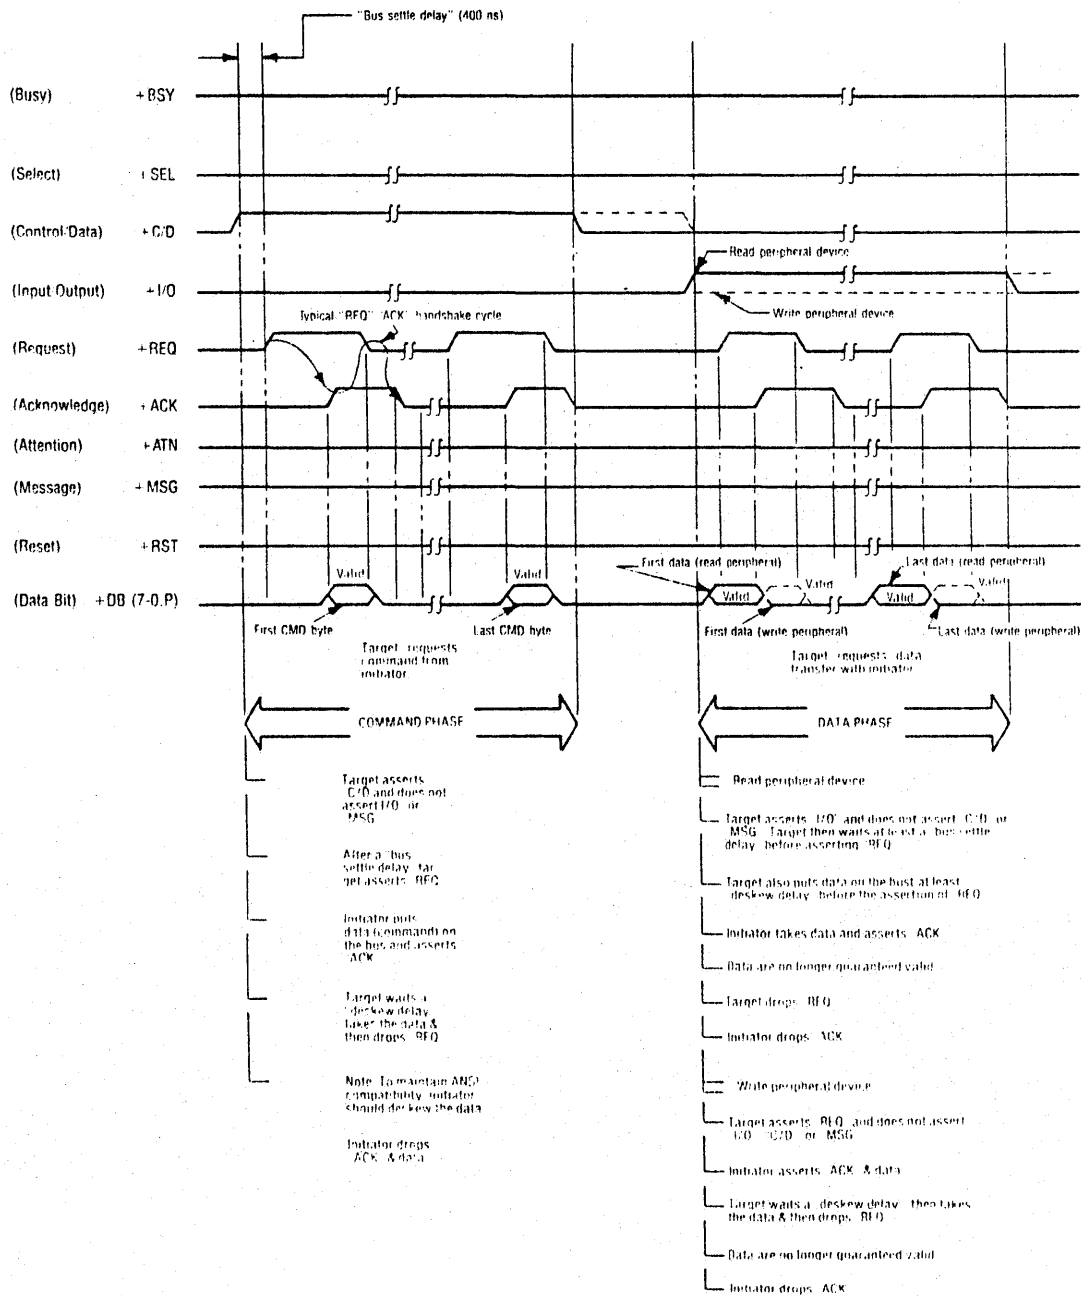 "Bus settle delay" (400 ns)
(Busy) +BSY
(Select) +SEL
(Control/Data) +C/D
Read peripheral device
(Input/Output) +I/O
Write peripheral device
Typical "REQ" "ACK" handshake cycle
(Request) +REQ
(Acknowledge) +ACK
(Attention) +ATN
(Message) +MSG
(Reset) +RST
First data (read peripheral)
Last data (read peripheral)
Valid Valid Valid Valid
(Data Bit) +DB (7-0.P) Valid Valid
First CMD byte
Last CMD byte
First data (write peripheral)
Last data (write peripheral)
Target requests
command from
initiator
Target requests data
transfer with initiator
COMMAND PHASE
DATA PHASE
Target asserts
C/D and does not
assert I/O or
MSG
After a "bus
settle delay" tar
get asserts REQ
Initiator puts
data (command) on
the bus and asserts
ACK
Target waits a
deskew delay
takes the data &
then drops REQ
Note: To maintain ANSI
compatibility initiator
should deskew the data
Initiator drops
ACK & data
Read peripheral device
Target asserts I/O and does not assert C/D or
MSG Target then waits at least a bus settle
delay before asserting REQ
Target also puts data on the bust at least
deskew delay before the assertion of REQ
Initiator takes data and asserts ACK
Data are no longer guaranteed valid
Target drops REQ
Initiator drops ACK
Write peripheral device
Target asserts REQ and does not assert
I/O C/D or MSG
Initiator asserts ACK & data
Target waits a deskew delay then takes
the data & then drops REQ
Data are no longer guaranteed valid
Initiator drops ACK